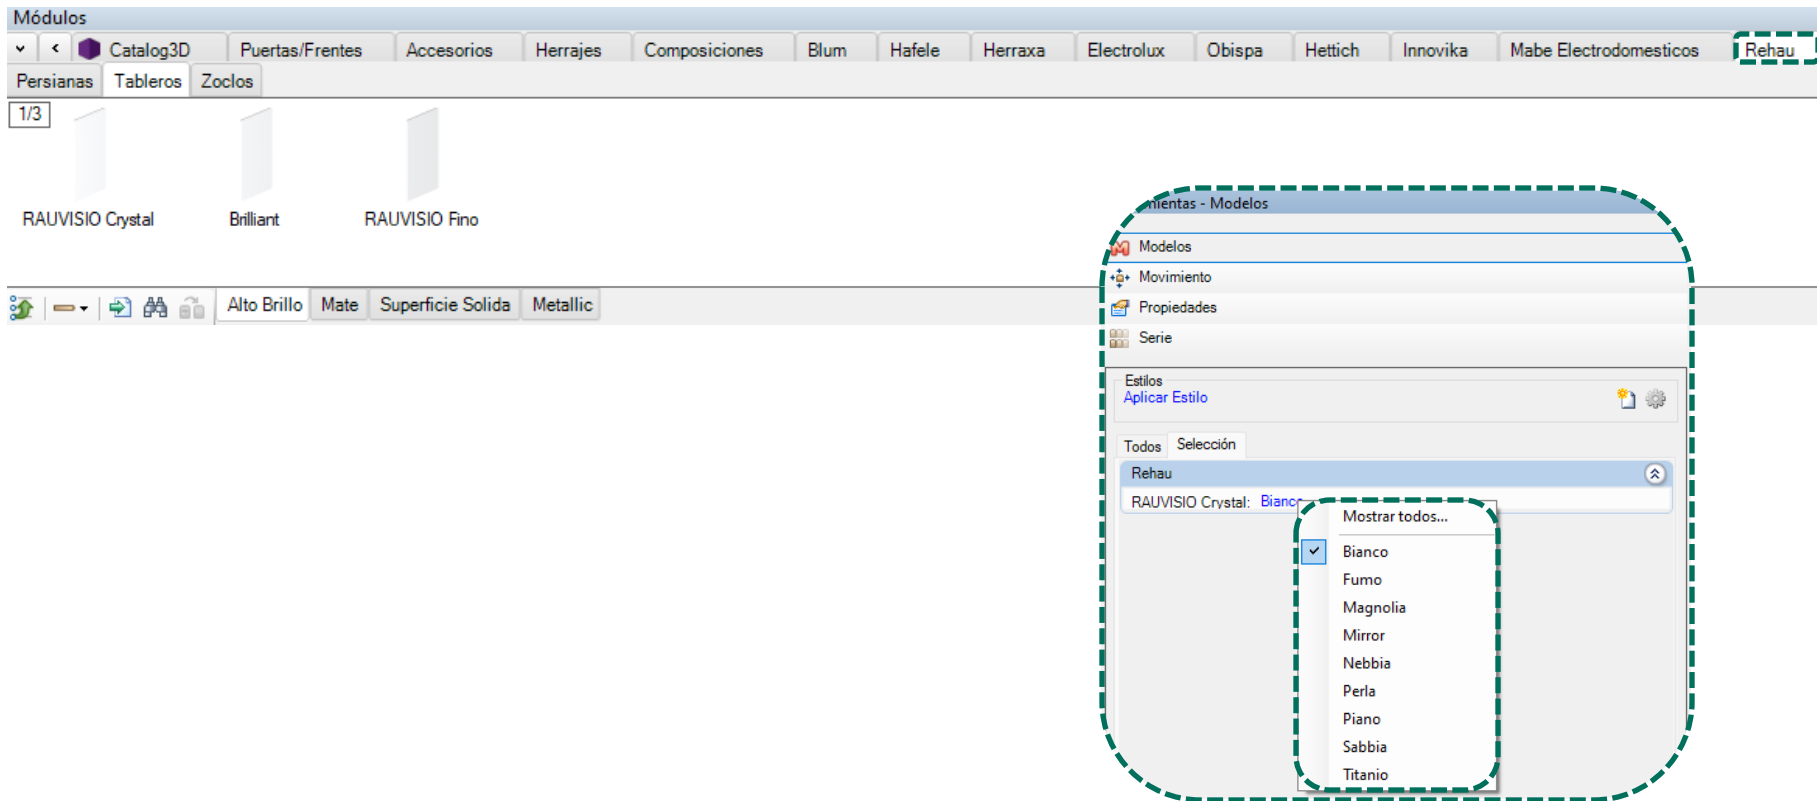 Módulos
Catalog3D Puertas/Frentes Accesorios Herrajes Composiciones Blum Hafele Herraxa Electrolux Obispa Hettich Innovika Mabe Electrodomesticos Rehau
Persianas Tableros Zoclos
1/3
RAUVISIO Crystal Brilliant RAUVISIO Fino
Alto Brillo Mate Superficie Solida Metallic
mientas - Modelos
Modelos
Movimiento
Propiedades
Serie
Estilos
Aplicar Estilo
Todos Selección
Rehau
RAUVISIO Crystal: Bianco
Mostrar todos...
Bianco
Fumo
Magnolia
Mirror
Nebbia
Perla
Piano
Sabbia
Titanio